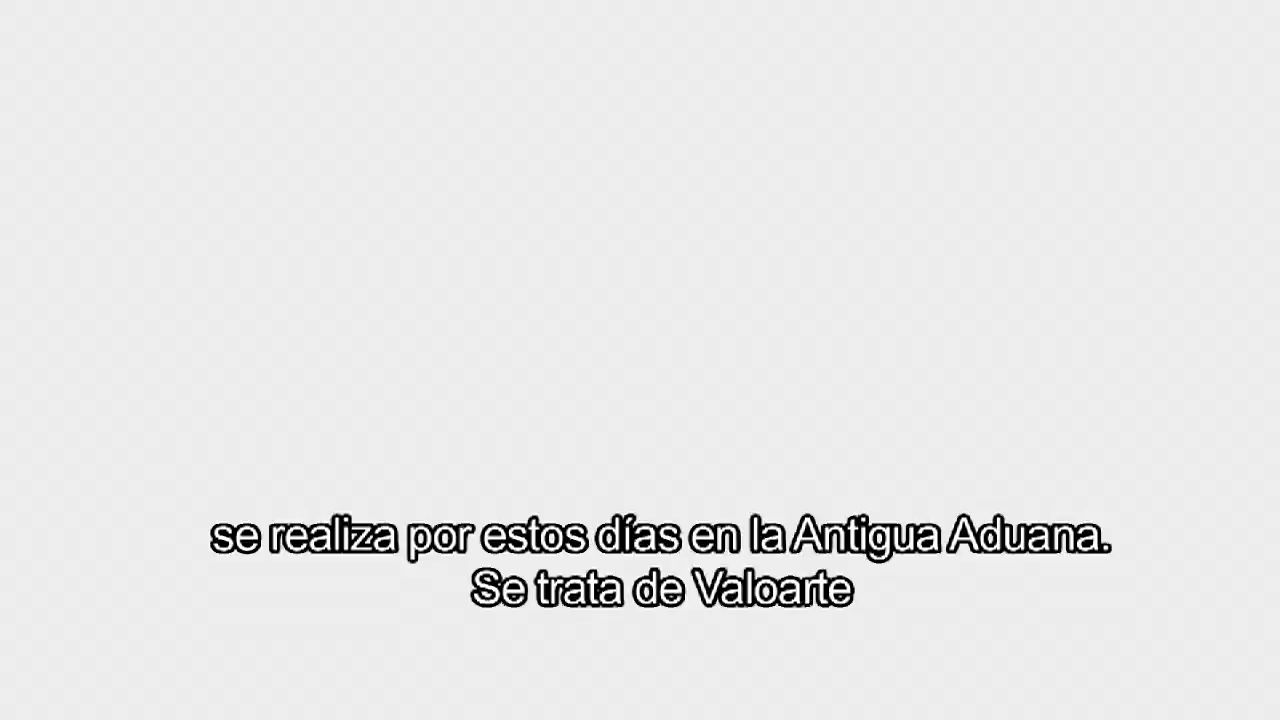 se realiza por estos días en la Antigua Aduana.
Se trata de Valoarte